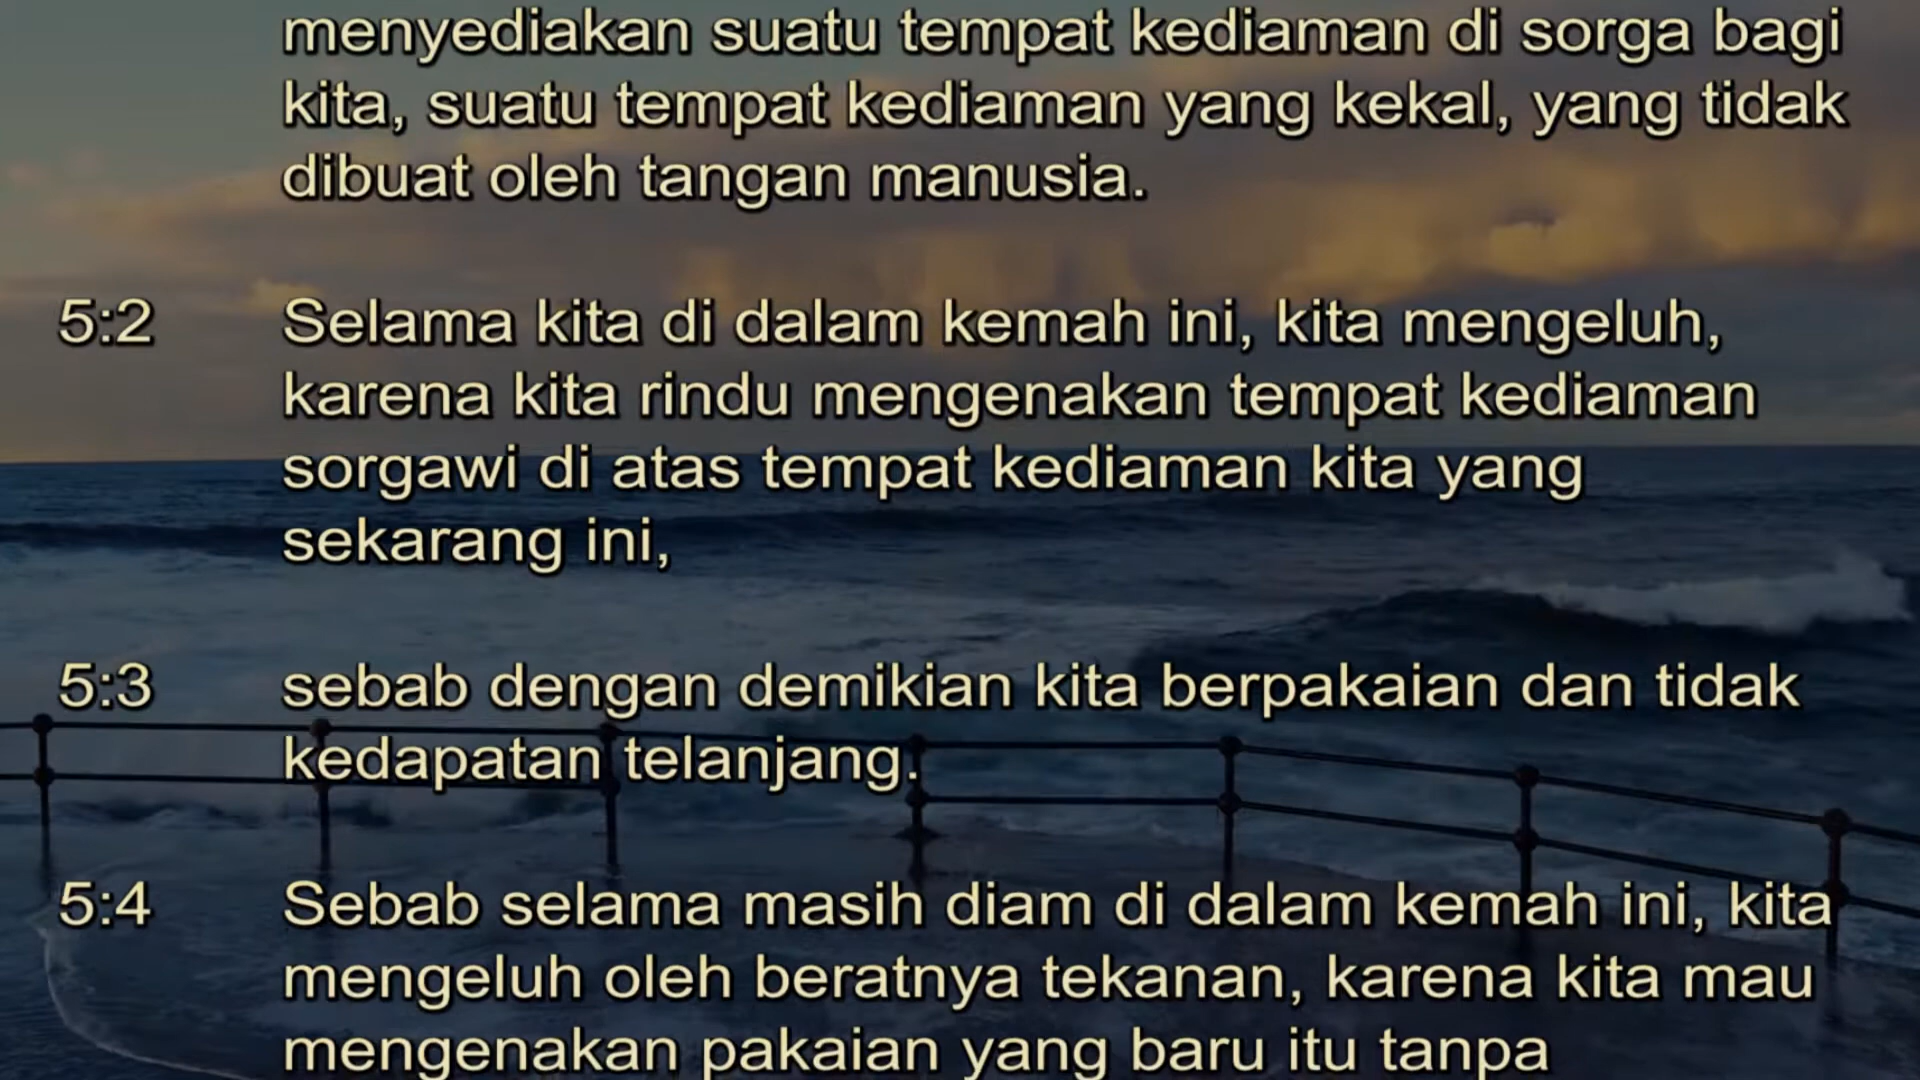 menyediakan suatu tempat kediaman di sorga bagi
kita, suatu tempat kediaman yang kekal, yang tidak
dibuat oleh tangan manusia.
5:2 Selama kita di dalam kemah ini, kita mengeluh,
karena kita rindu mengenakan tempat kediaman
sorgawi di atas tempat kediaman kita yang
sekarang ini,
5:3 sebab dengan demikian kita berpakaian dan tidak
kedapatan telanjang.
5:4 Sebab selama masih diam di dalam kemah ini, kita
mengeluh oleh beratnya tekanan, karena kita mau
mengenakan pakaian yang baru itu tanpa